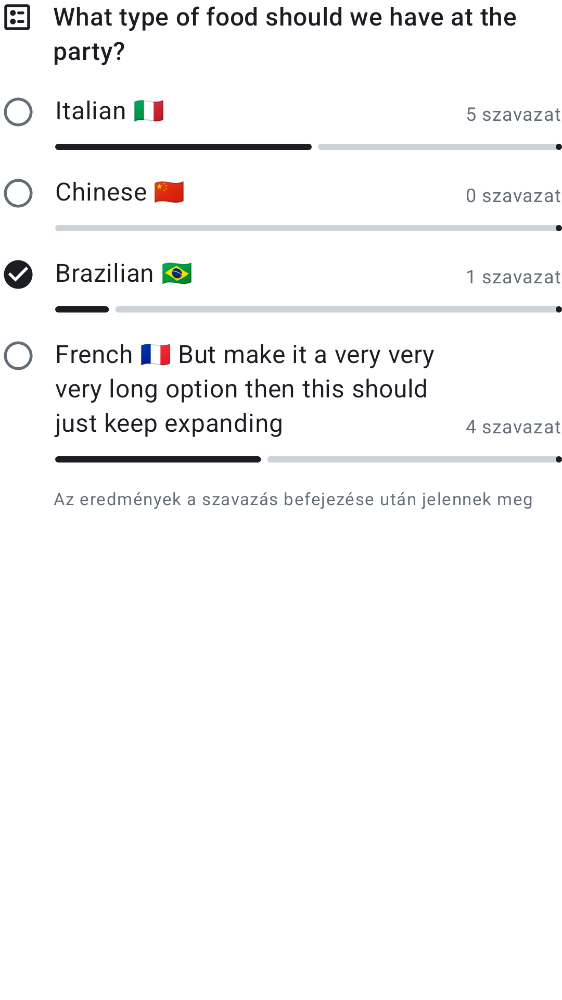 What type of food should we have at the
party?
Italian 🇮🇹
5 szavazat
Chinese 🇨🇳
0 szavazat
Brazilian 🇧🇷
1 szavazat
French 🇫🇷 But make it a very very
very long option then this should
just keep expanding
4 szavazat
Az eredmények a szavazás befejezése után jelennek meg